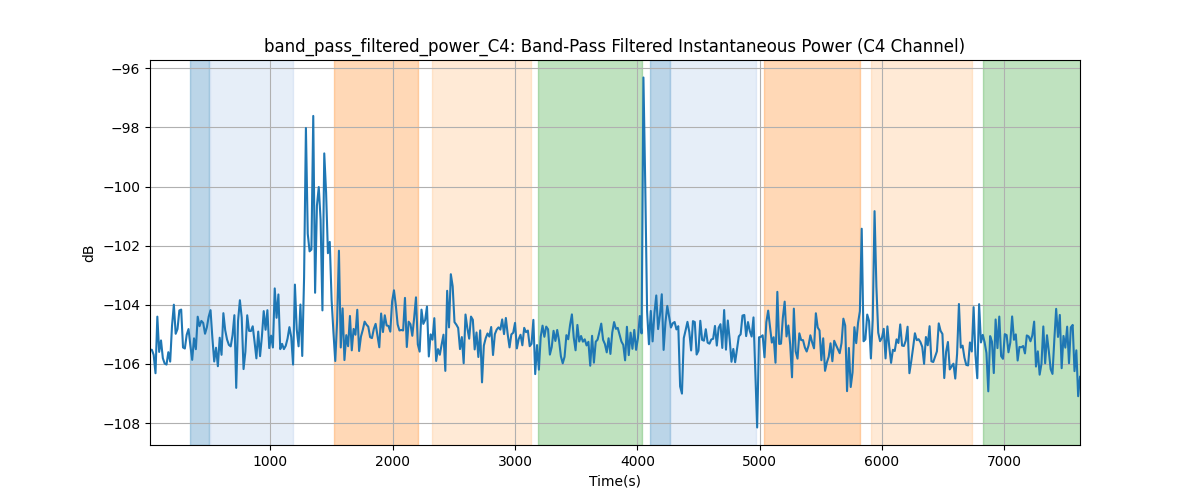 band_pass_filtered_power_C4: Band-Pass Filtered Instantaneous Power (C4 Channel)
−96
−98
−100
−102
−104
−106
−108
dB
1000 2000 3000 4000 5000 6000 7000
Time(s)